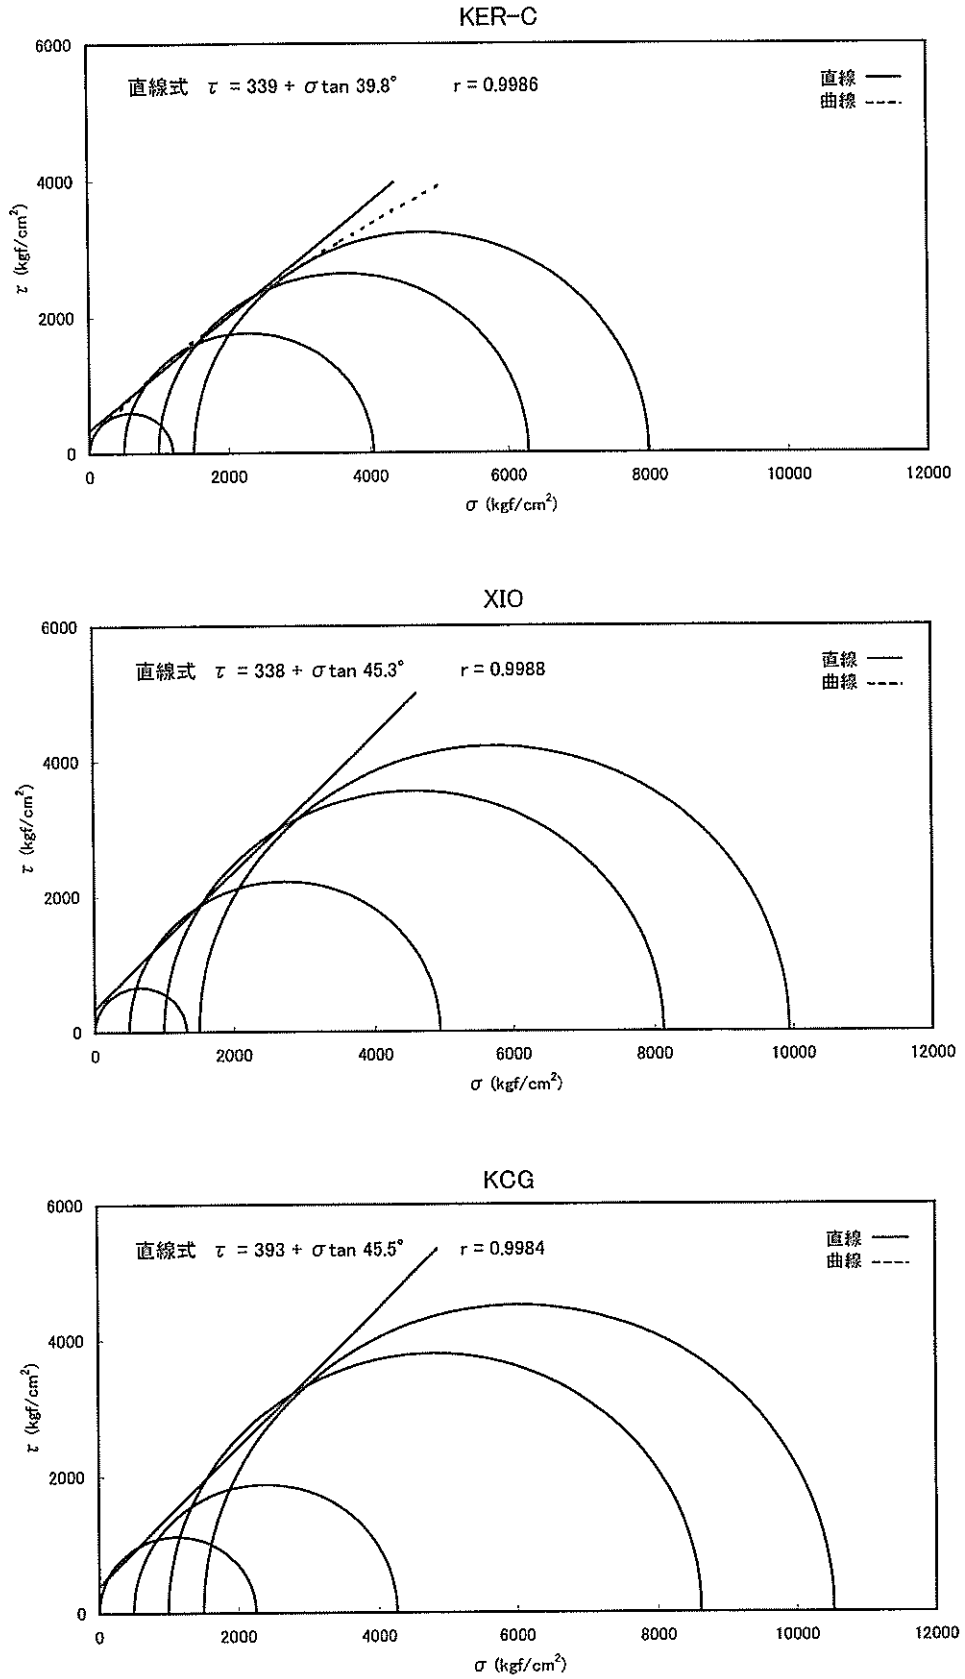 KER-C
6000
直線式 τ = 339 + σtan 39.8° r = 0.9986
直線
曲線
4000
τ (kgf/cm²)
2000
0
0 2000 4000 6000 8000 10000 12000
σ (kgf/cm²)
XIO
6000
直線式 τ = 338 + σtan 45.3° r = 0.9988
直線
曲線
4000
τ (kgf/cm²)
2000
0
0 2000 4000 6000 8000 10000 12000
σ (kgf/cm²)
KCG
6000
直線式 τ = 393 + σtan 45.5° r = 0.9984
直線
曲線
4000
τ (kgf/cm²)
2000
0
0 2000 4000 6000 8000 10000 12000
σ (kgf/cm²)